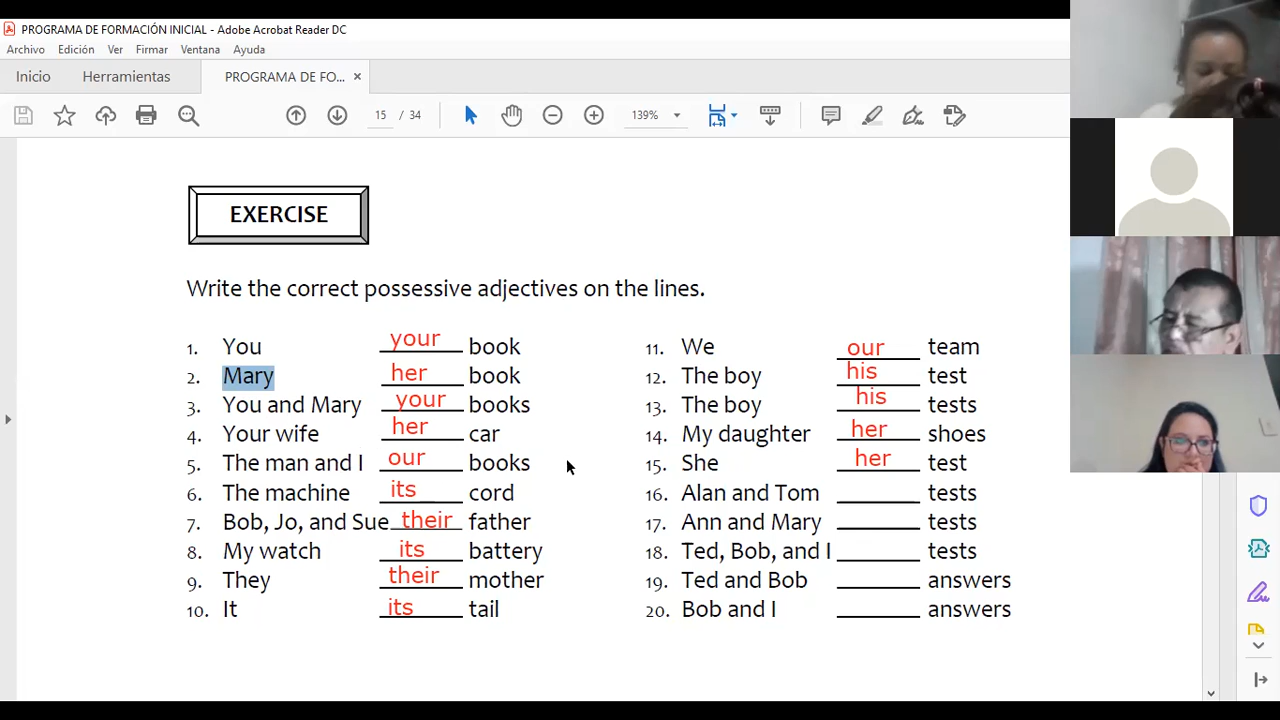 PROGRAMA DE FORMACIÓN INICIAL - Adobe Acrobat Reader DC
Archivo Edición Ver Firmar Ventana Ayuda
Inicio Herramientas PROGRAMA DE FO... ×
15 / 34 139%
EXERCISE
Write the correct possessive adjectives on the lines.
1. You your book
2. Mary her book
3. You and Mary your books
4. Your wife her car
5. The man and I our books
6. The machine its cord
7. Bob, Jo, and Sue their father
8. My watch its battery
9. They their mother
10. It its tail
11. We our team
12. The boy his test
13. The boy his tests
14. My daughter her shoes
15. She her test
16. Alan and Tom ________ tests
17. Ann and Mary ________ tests
18. Ted, Bob, and I ________ tests
19. Ted and Bob ________ answers
20. Bob and I ________ answers